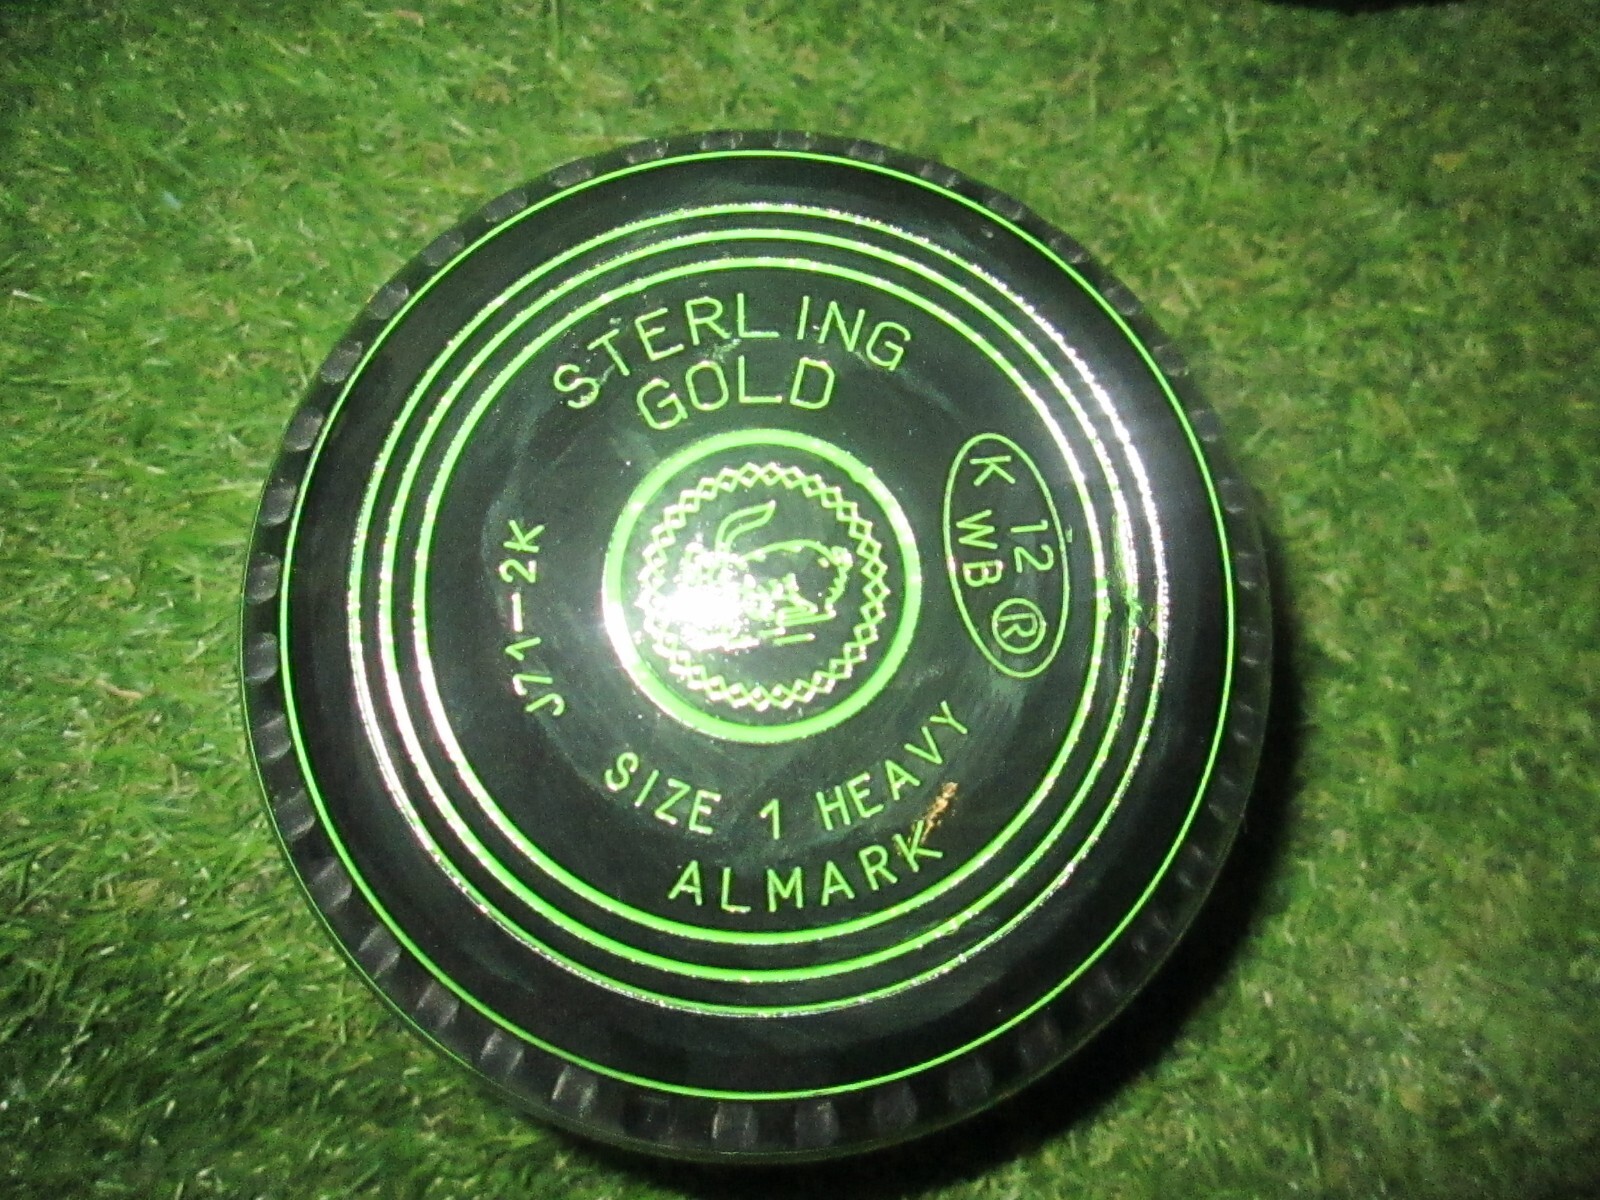 STERLING
GOLD
K 12
WB ®
J71-2K
SIZE 1 HEAVY
ALMARK